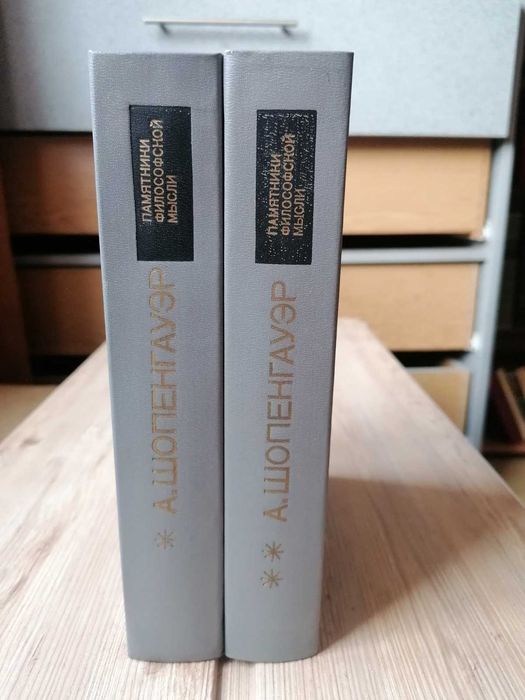 ПАМЯТНИКИ
ФИЛОСОФСКОЙ
МЫСЛИ
* А.ШОПЕНГАУЭР
ПАМЯТНИКИ
ФИЛОСОФСКОЙ
МЫСЛИ
** А.ШОПЕНГАУЭР